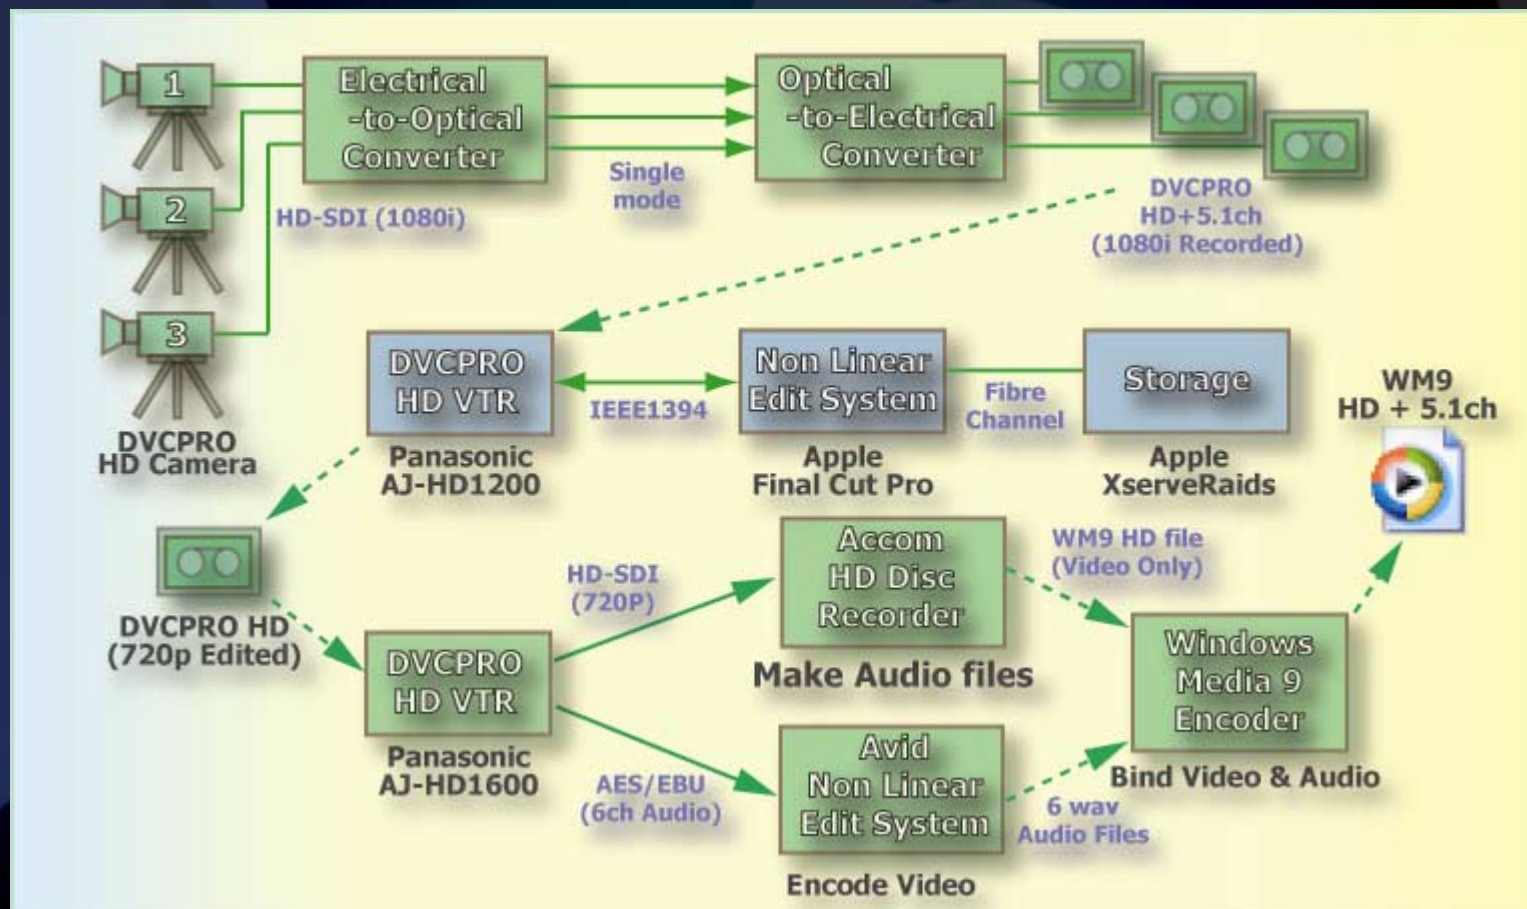 1
Electrical
-to-Optical
Converter
Optical
-to-Electrical
Converter
Single
mode
2
HD-SDI (1080i)
DVCPRO
HD+5.1ch
(1080i Recorded)
3
DVCPRO
HD Camera
DVCPRO
HD VTR
IEEE1394
Panasonic
AJ-HD1200
Non Linear
Edit System
Apple
Final Cut Pro
Fibre
Channel
Storage
Apple
XserveRaids
WM9
HD + 5.1ch
DVCPRO HD
(720p Edited)
DVCPRO
HD VTR
Panasonic
AJ-HD1600
HD-SDI
(720P)
Accom
HD Disc
Recorder
Make Audio files
WM9 HD file
(Video Only)
AES/EBU
(6ch Audio)
Avid
Non Linear
Edit System
Encode Video
6 wav
Audio Files
Windows
Media 9
Encoder
Bind Video & Audio